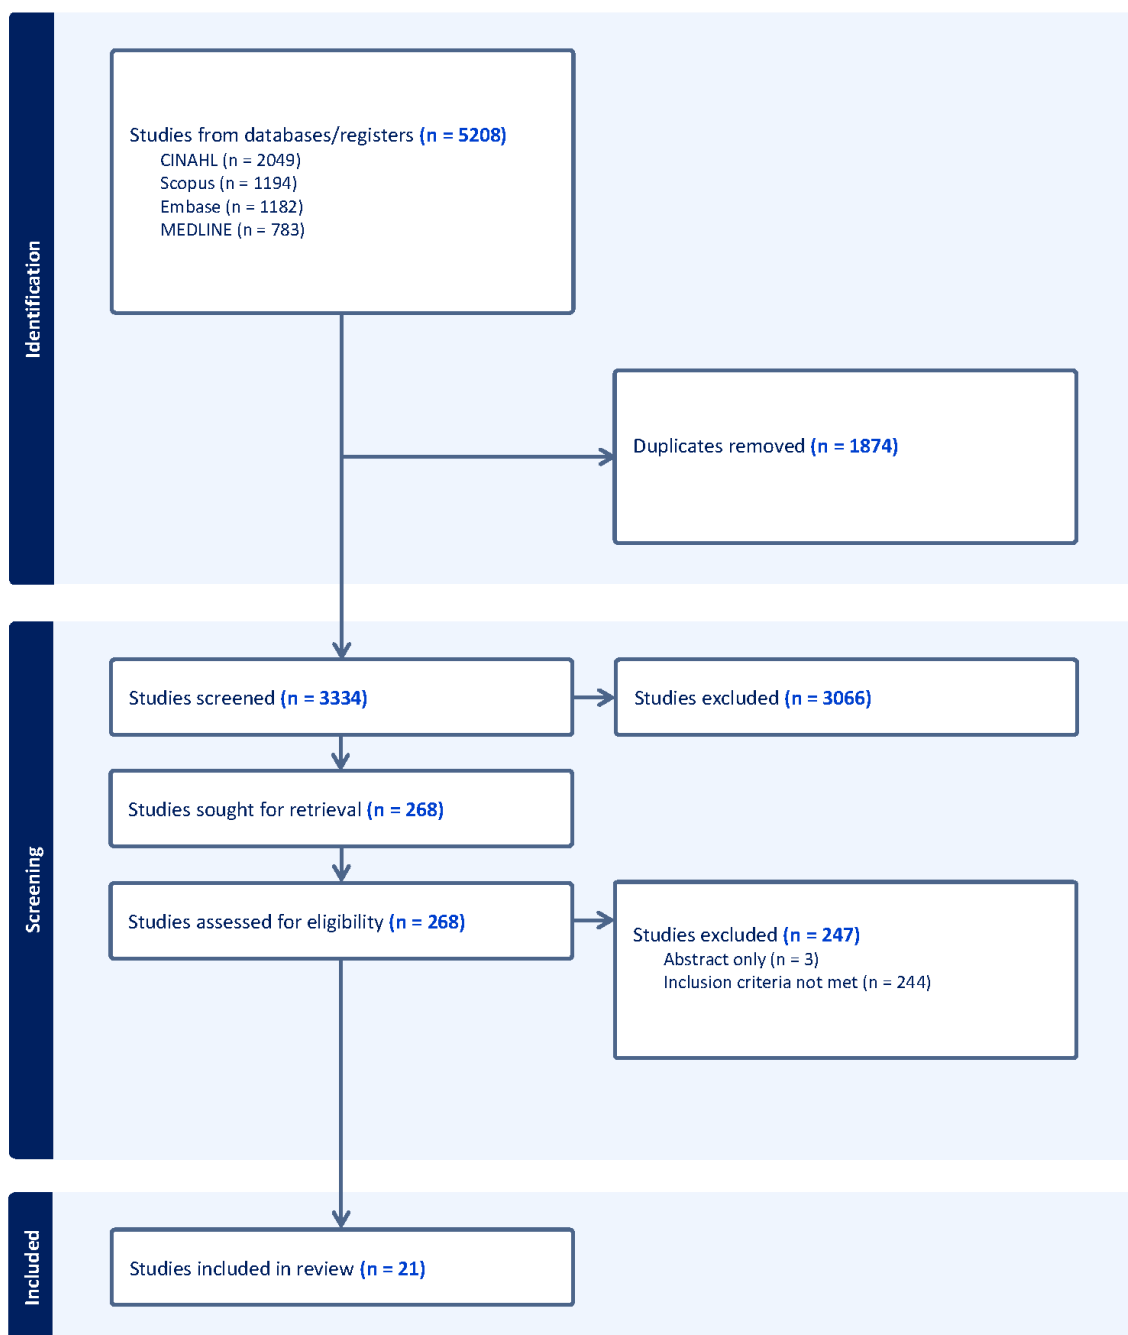 Identification
Studies from databases/registers (n = 5208)
CINAHL (n = 2049)
Scopus (n = 1194)
Embase (n = 1182)
MEDLINE (n = 783)
Duplicates removed (n = 1874)
Screening
Studies screened (n = 3334)
Studies excluded (n = 3066)
Studies sought for retrieval (n = 268)
Studies assessed for eligibility (n = 268)
Studies excluded (n = 247)
Abstract only (n = 3)
Inclusion criteria not met (n = 244)
Included
Studies included in review (n = 21)